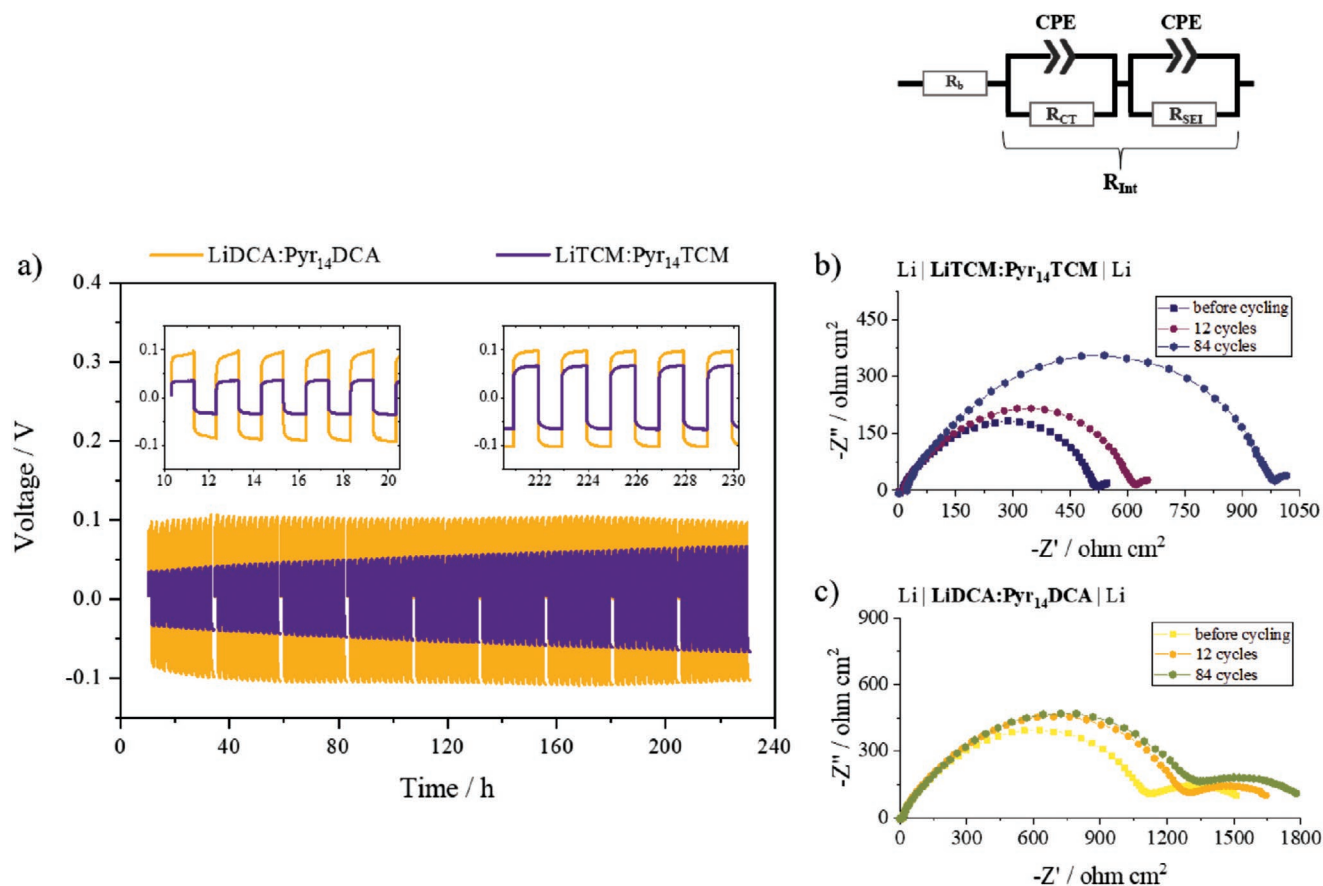 CPE CPE
R_b
R_CT R_SEI
R_Int
a)
LiDCA:Pyr₁₄DCA LiTCM:Pyr₁₄TCM
0.4
0.3
0.2
0.1
0.0
-0.1
Voltage / V
0.1
0.0
-0.1
10 12 14 16 18 20
0.1
0.0
-0.1
222 224 226 228 230
0 40 80 120 160 200 240
Time / h
b)
Li | LiTCM:Pyr₁₄TCM | Li
before cycling
12 cycles
84 cycles
450
300
150
0
-Z" / ohm cm²
0 150 300 450 600 750 900 1050
-Z' / ohm cm²
c)
Li | LiDCA:Pyr₁₄DCA | Li
before cycling
12 cycles
84 cycles
900
600
300
0
-Z" / ohm cm²
0 300 600 900 1200 1500 1800
-Z' / ohm cm²